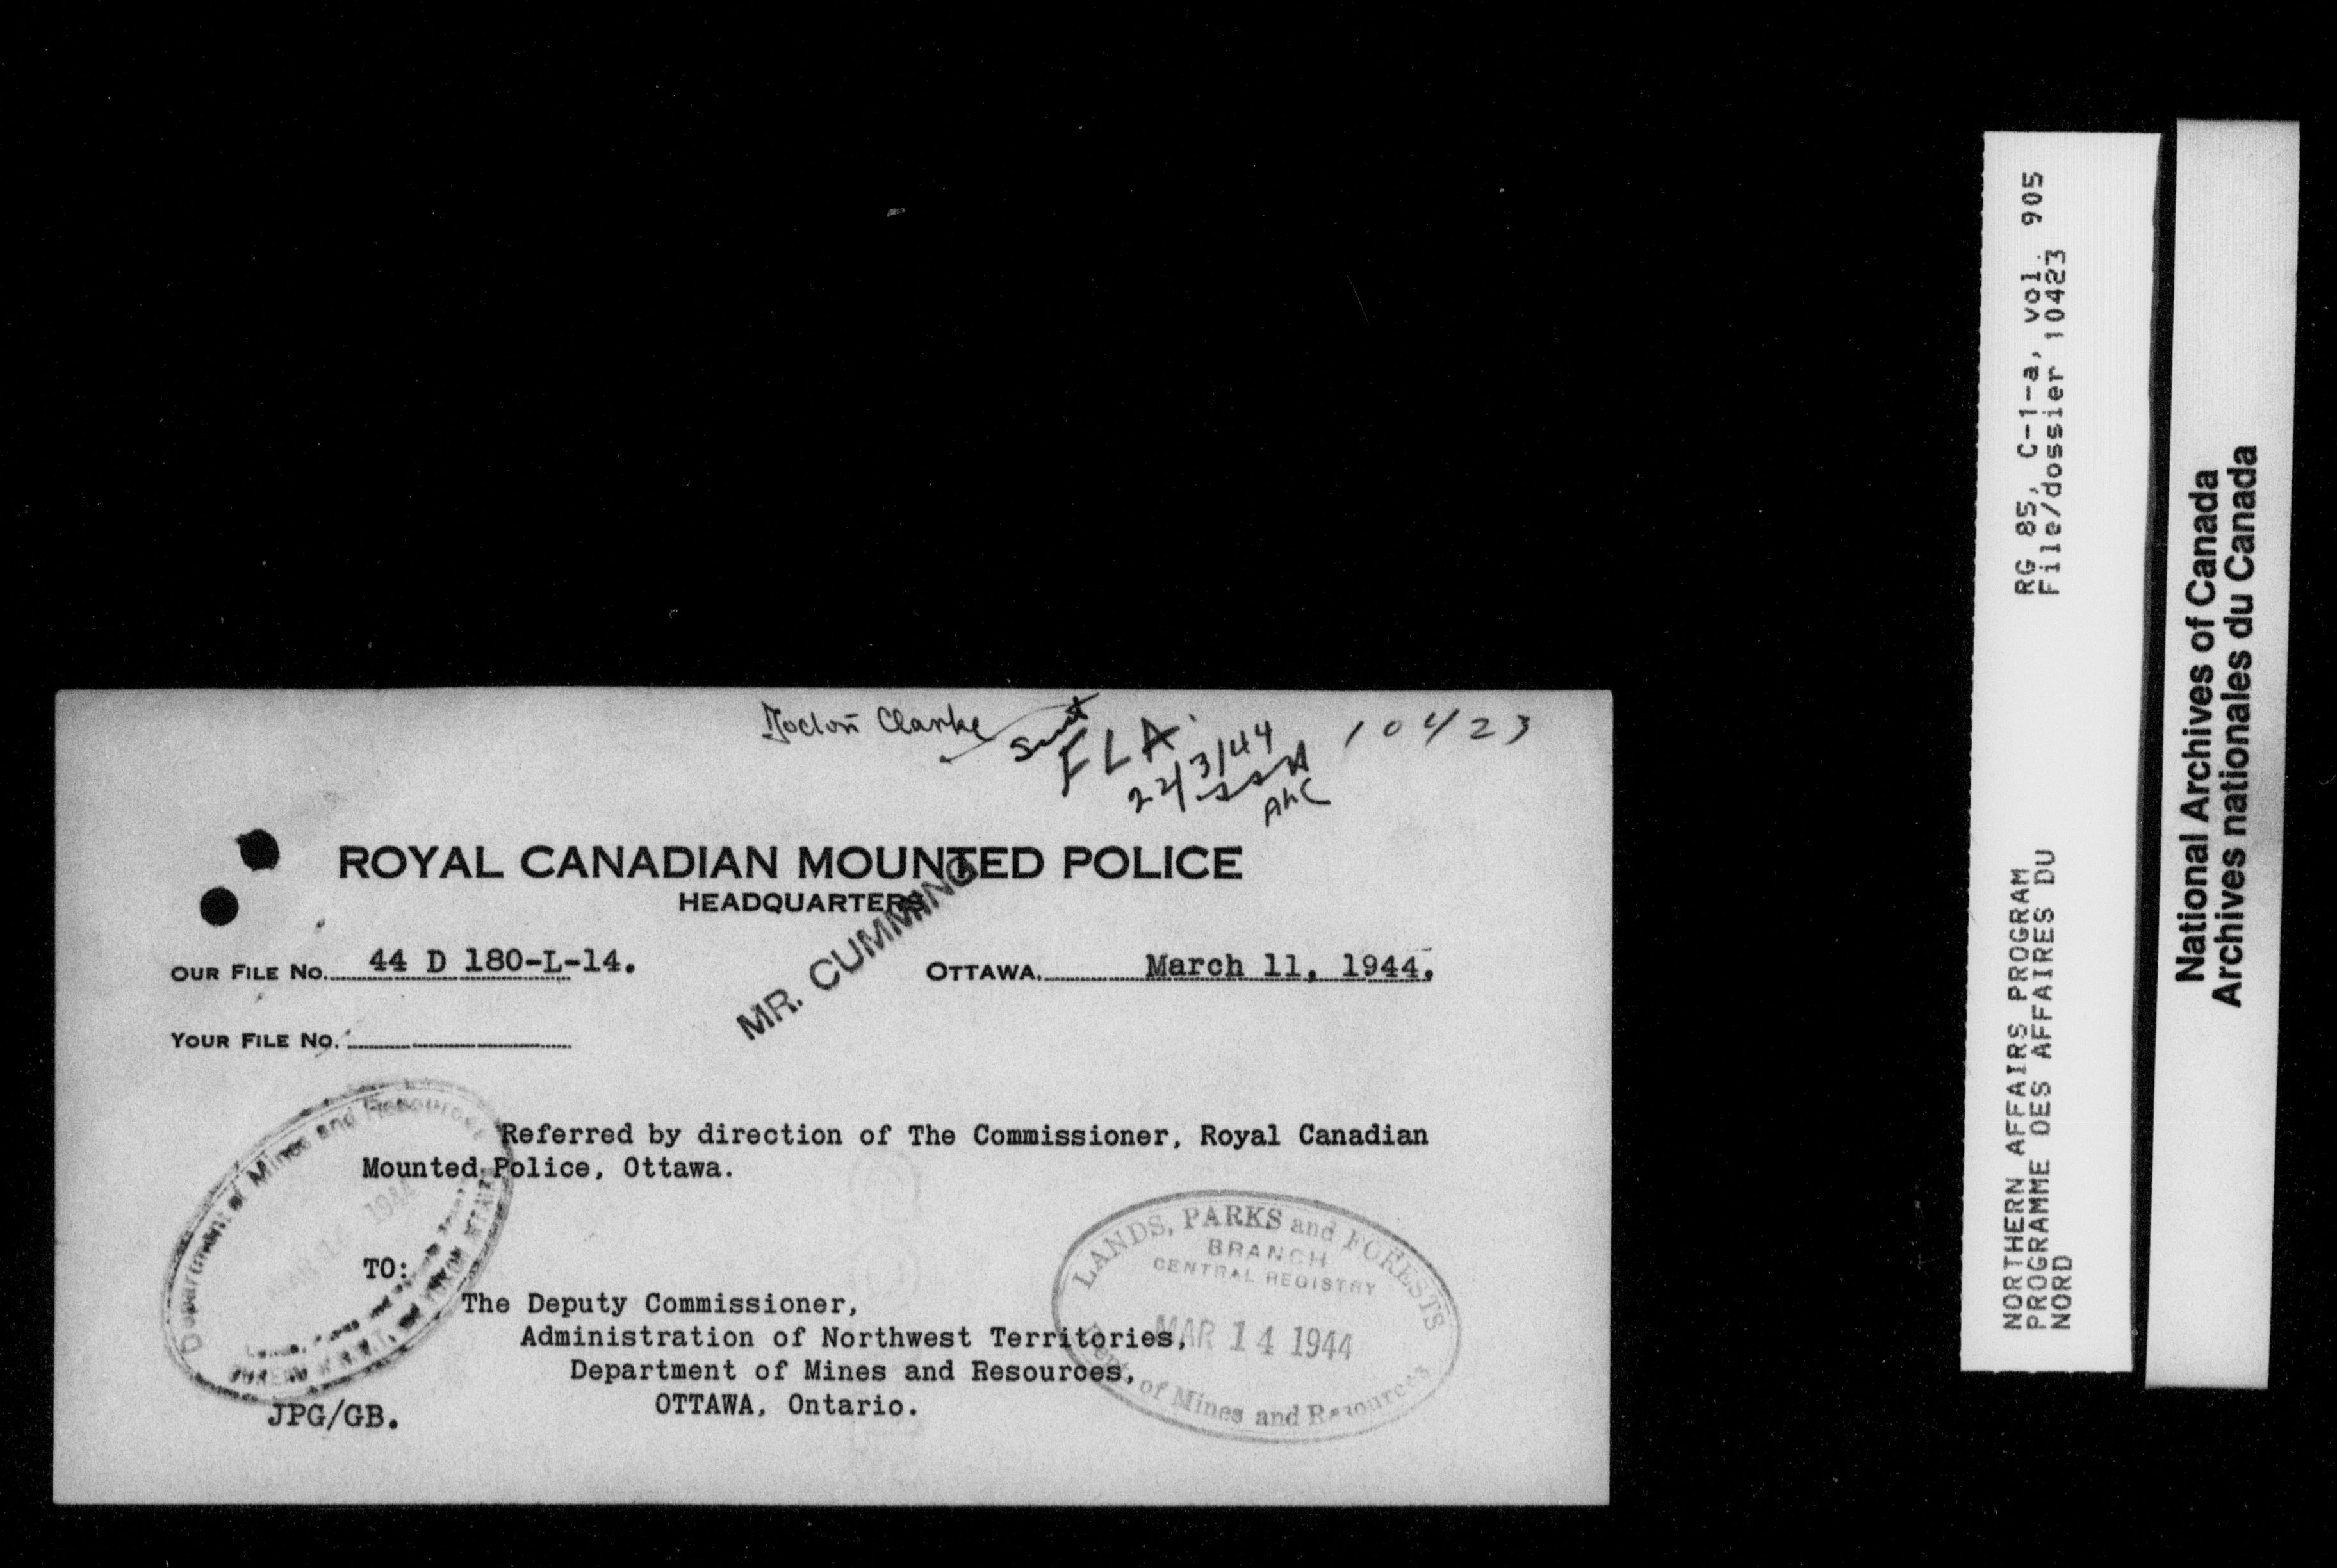 Clarke
10423
22/3/44
ROYAL CANADIAN MOUNTED POLICE
HEADQUARTERS
MR. CUMMING
OUR FILE No. 44 D 180-L-14.
OTTAWA, March 11, 1944.
YOUR FILE No.
Department of Mines and Resources
Referred by direction of The Commissioner, Royal Canadian
Mounted Police, Ottawa.
TO:
The Deputy Commissioner,
Administration of Northwest Territories,
Department of Mines and Resources,
OTTAWA, Ontario.
JPG/GB.
LANDS, PARKS and FORESTS
BRANCH
CENTRAL REGISTRY
MAR 14 1944
Dept. of Mines and Resources
RG 85, C-1-a, vol. 905
File/dossier 10423
NORTHERN AFFAIRS PROGRAM
PROGRAMME DES AFFAIRES DU
NORD
National Archives of Canada
Archives nationales du Canada